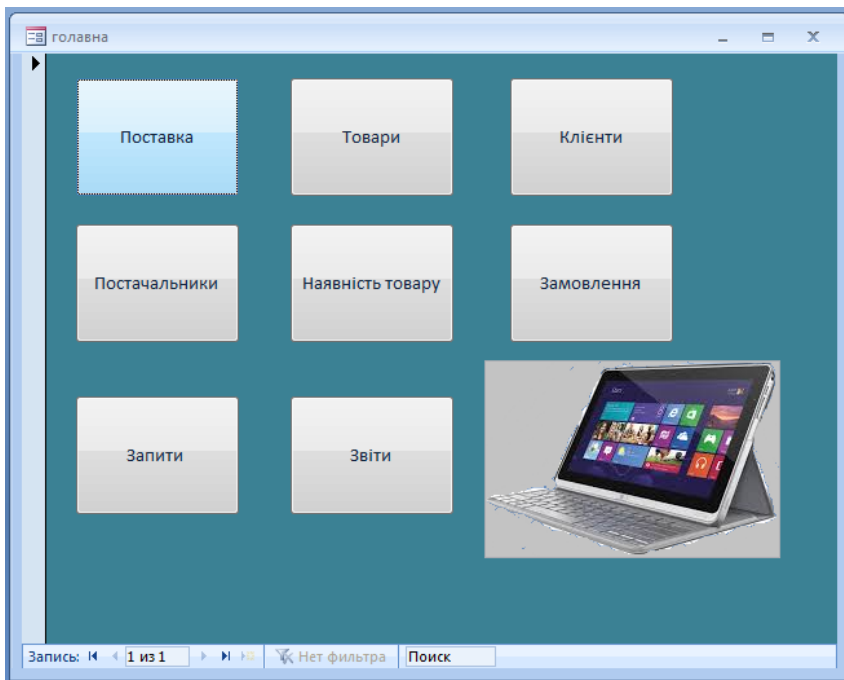 головна
Поставка
Товари
Клієнти
Постачальники
Наявність товару
Замовлення
Запити
Звіти
Запись:
1 из 1
Нет фильтра
Поиск